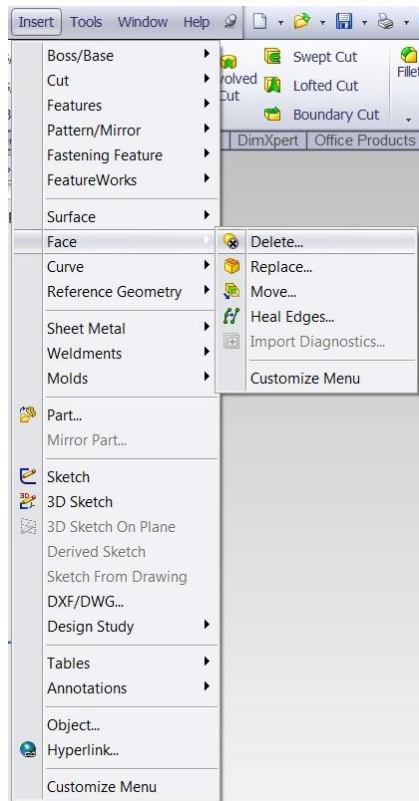 Insert Tools Window Help
Boss/Base
Cut
Features
Pattern/Mirror
Fastening Feature
FeatureWorks
Surface
Face
Curve
Reference Geometry
Sheet Metal
Weldments
Molds
Part...
Mirror Part...
Sketch
3D Sketch
3D Sketch On Plane
Derived Sketch
Sketch From Drawing
DXF/DWG...
Design Study
Tables
Annotations
Object...
Hyperlink...
Customize Menu
Swept Cut
Lofted Cut
Boundary Cut
Cut
DimXpert Office Products
Delete...
Replace...
Move...
Heal Edges...
Import Diagnostics...
Customize Menu